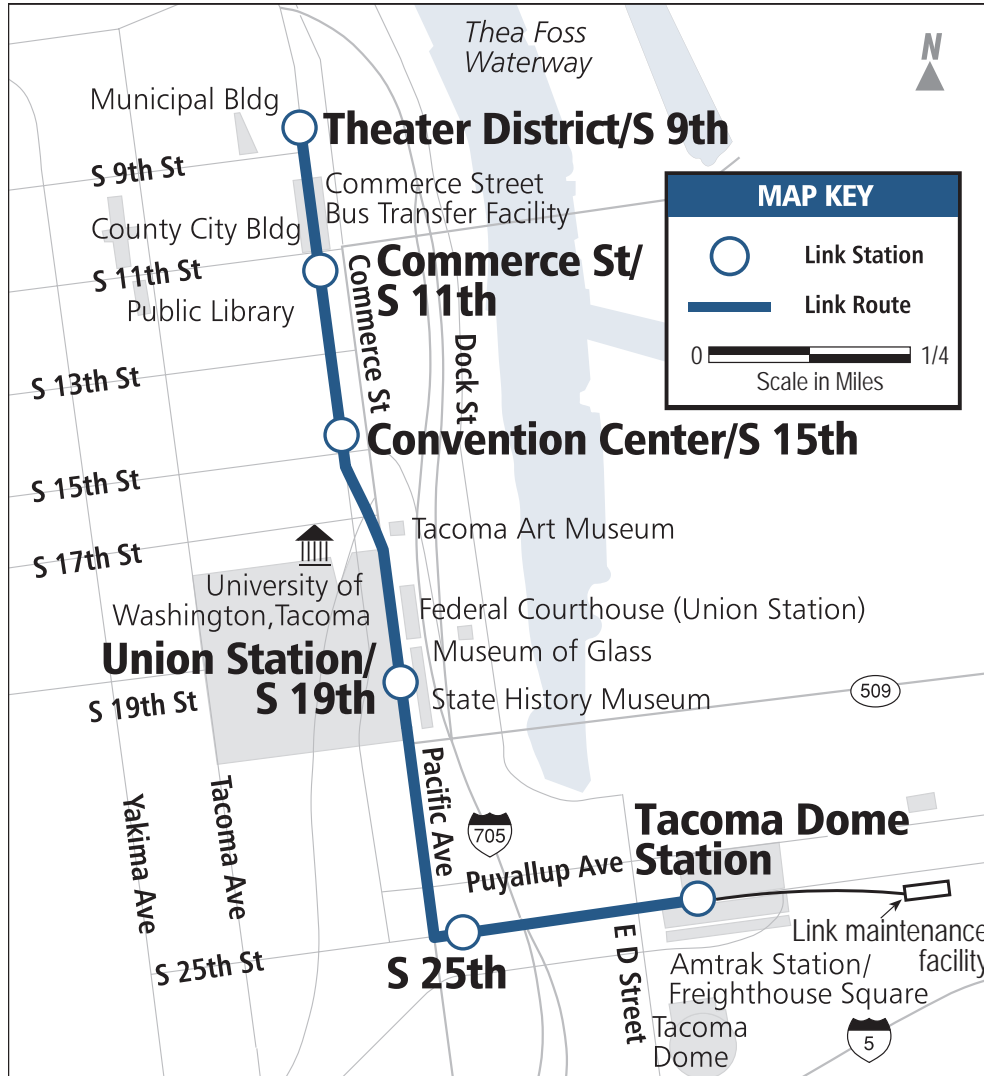 Thea Foss
Waterway
N
Municipal Bldg
Theater District/S 9th
S 9th St
Commerce Street
Bus Transfer Facility
MAP KEY
Link Station
Link Route
0
1/4
Scale in Miles
County City Bldg
S 11th St
Commerce St/
S 11th
Public Library
Commerce St
Dock St
S 13th St
Convention Center/S 15th
S 15th St
Tacoma Art Museum
S 17th St
University of
Washington,Tacoma
Federal Courthouse (Union Station)
Museum of Glass
Union Station/
S 19th
State History Museum
509
S 19th St
Pacific Ave
Tacoma Ave
Yakima Ave
705
Tacoma Dome
Station
Puyallup Ave
Link maintenance
facility
S 25th St
S 25th
E D Street
Amtrak Station/
Freighthouse Square
Tacoma
Dome
5